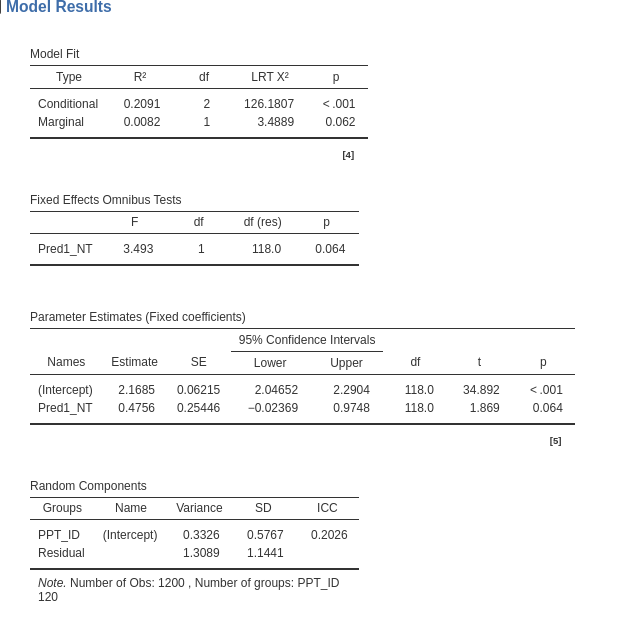 Model Results
Model Fit
Type R² df LRT X² p
Conditional 0.2091 2 126.1807 < .001
Marginal 0.0082 1 3.4889 0.062
[4]
Fixed Effects Omnibus Tests
F df df (res) p
Pred1_NT 3.493 1 118.0 0.064
Parameter Estimates (Fixed coefficients)
95% Confidence Intervals
Names Estimate SE Lower Upper df t p
(Intercept) 2.1685 0.06215 2.04652 2.2904 118.0 34.892 < .001
Pred1_NT 0.4756 0.25446 −0.02369 0.9748 118.0 1.869 0.064
[5]
Random Components
Groups Name Variance SD ICC
PPT_ID (Intercept) 0.3326 0.5767 0.2026
Residual 1.3089 1.1441
Note. Number of Obs: 1200 , Number of groups: PPT_ID
120